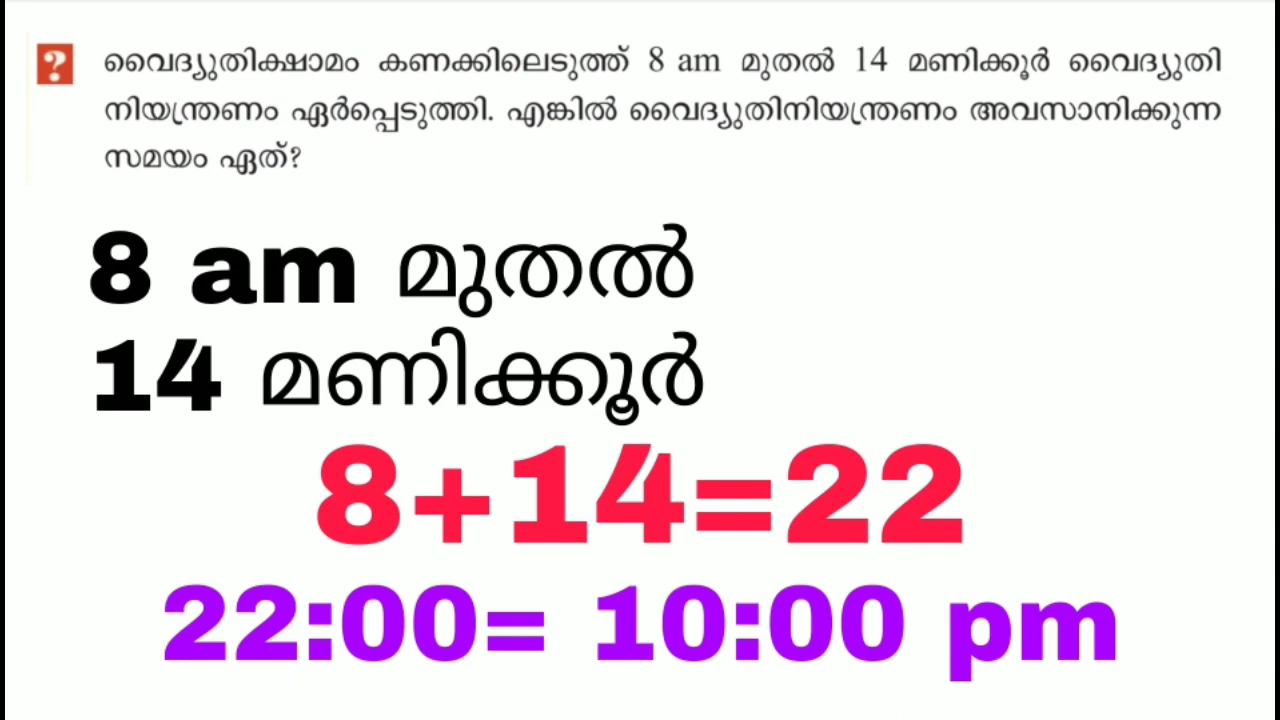 ? വൈദ്യുതിക്ഷാമം കണക്കിലെടുത്ത് 8 am മുതൽ 14 മണിക്കൂർ വൈദ്യുതി
നിയന്ത്രണം ഏർപ്പെടുത്തി. എങ്കിൽ വൈദ്യുതിനിയന്ത്രണം അവസാനിക്കുന്ന
സമയം ഏത്?
8 am മുതൽ
14 മണിക്കൂർ
8+14=22
22:00= 10:00 pm